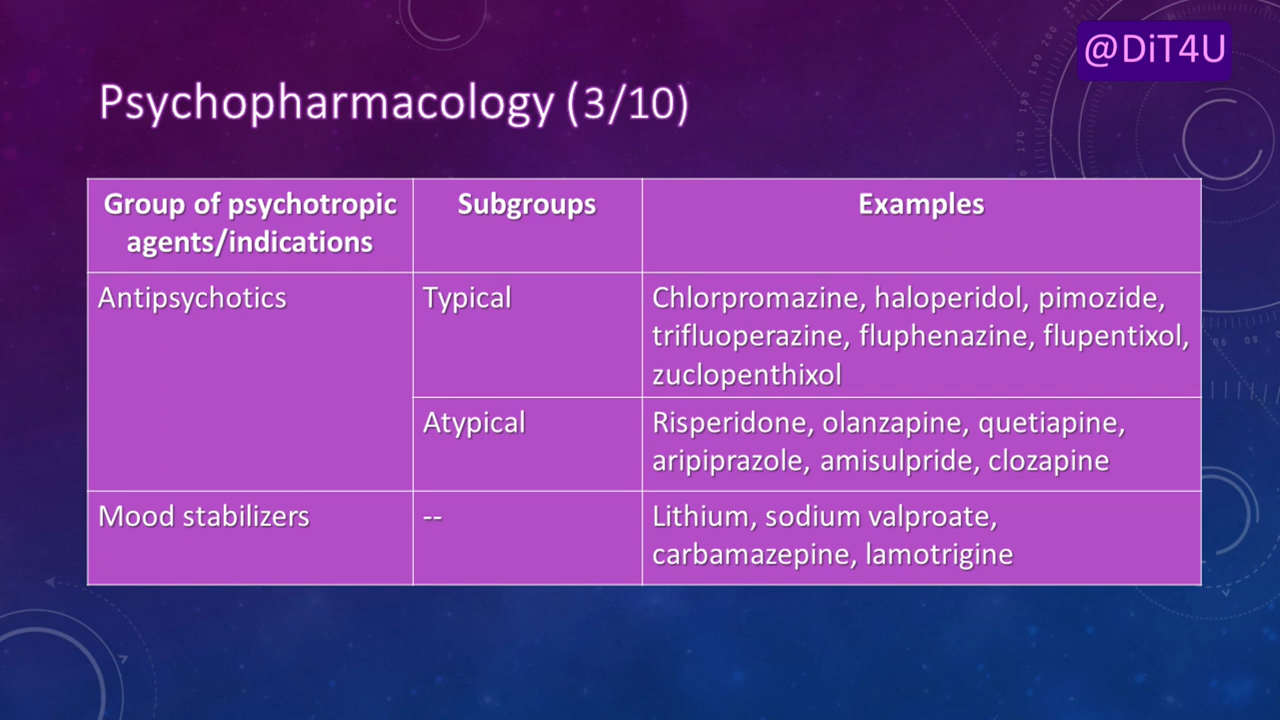 @DiT4U
Psychopharmacology (3/10)
Group of psychotropic
agents/indications
Subgroups
Examples
Antipsychotics
Typical
Chlorpromazine, haloperidol, pimozide,
trifluoperazine, fluphenazine, flupentixol,
zuclopenthixol
Atypical
Risperidone, olanzapine, quetiapine,
aripiprazole, amisulpride, clozapine
Mood stabilizers
--
Lithium, sodium valproate,
carbamazepine, lamotrigine